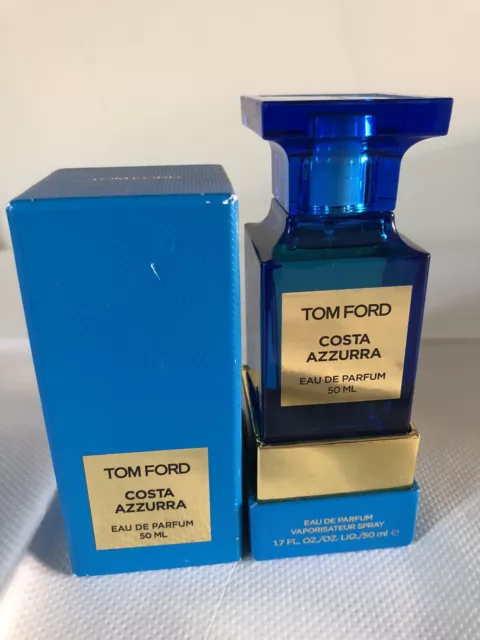 TOM FORD
TOM FORD
COSTA
AZZURRA
EAU DE PARFUM
50 ML
TOM FORD
COSTA
AZZURRA
EAU DE PARFUM
50 ML
EAU DE PARFUM
VAPORISATEUR SPRAY
1.7 FL. OZ./OZ. LIQ./50 ml e